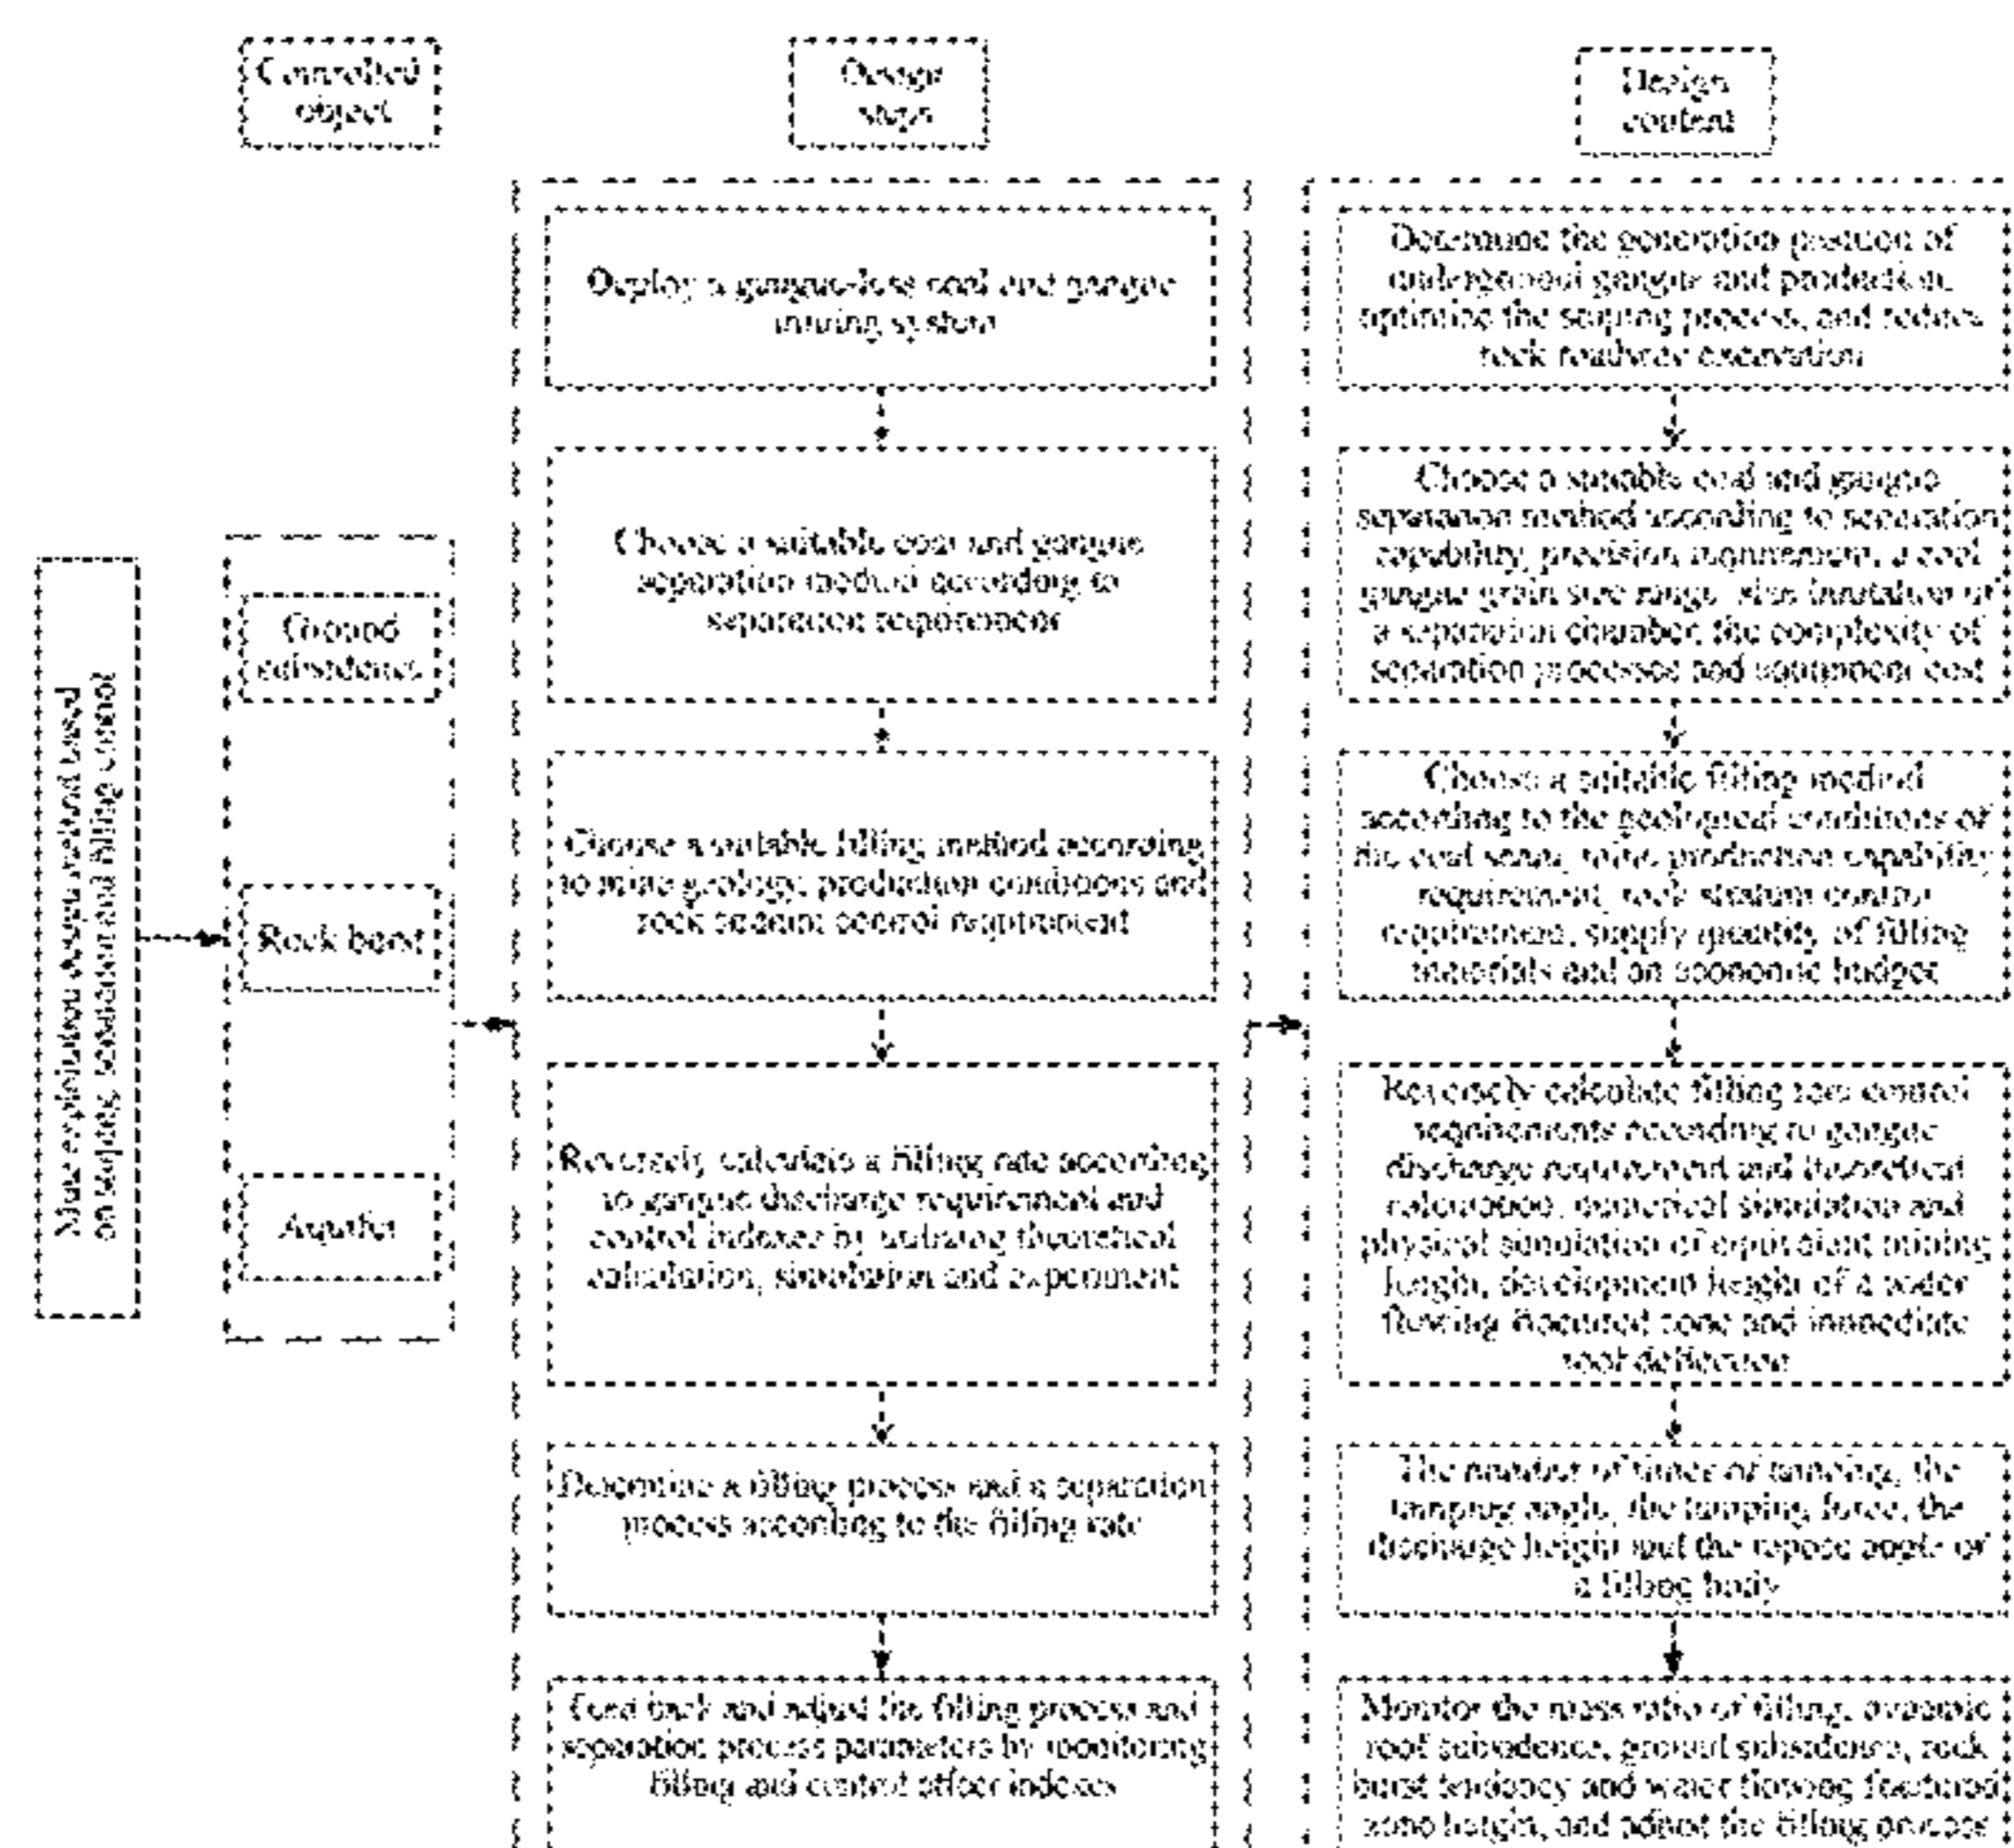 Controlled
object
Design
steps
Design
content
Mine exploitation design method based
on separation and filling control
Ground
subsidence
Rock burst
Aquifer
Deploy a gangue-less coal and gangue
mining system
Choose a suitable coal and gangue
separation method according to
separation requirement
Choose a suitable filling method according
to mine geology, production conditions and
rock stratum control requirement
Reversely calculate a filling rate according
to gangue discharge requirement and
control indexes by utilizing theoretical
calculation, simulation and experiment
Determine a filling process and a separation
process according to the filling rate
Feed back and adjust the filling process and
separation process parameters by monitoring
filling and control effect indexes
Determine the generation position of
underground gangue and production,
optimize the process, and reduce
rock roadway excavation
Choose a suitable coal and gangue
separation method according to separation
capability, precision requirement, a coal
gangue grain size range, size limitation of
a separation chamber, the complexity of
separation processes and equipment cost
Choose a suitable filling method
according to the geological conditions of
the coal seam, mine production capability
requirement, rock stratum control
requirement, supply quantity of filling
materials and an economic budget
Reversely calculate filling rate control
requirements according to gangue
discharge requirement and theoretical
calculation, numerical simulation and
physical simulation of equivalent mining
height, development height of a water
flowing fractured zone and immediate
roof deflection
The number of times of tamping, the
tamping angle, the tamping force, the
discharge height and the repose angle of
a filling body
Monitor the mass ratio of filling, dynamic
roof subsidence, ground subsidence, rock
burst tendency and water flowing fractured
zone height, and adjust the filling process